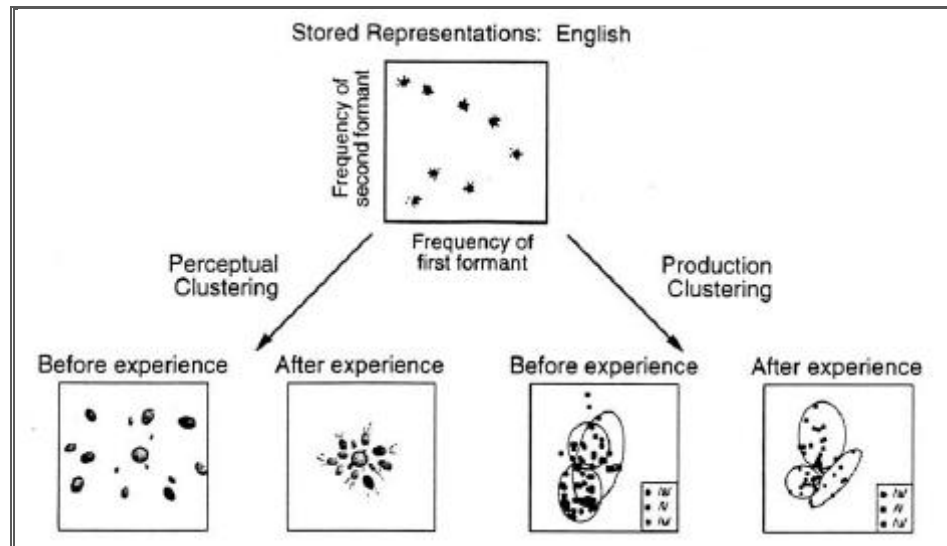 Stored Representations: English
Frequency of
second formant
Frequency of
first formant
Perceptual
Clustering
Production
Clustering
Before experience
After experience
Before experience
After experience
/a/
/i/
/u/
/a/
/i/
/u/